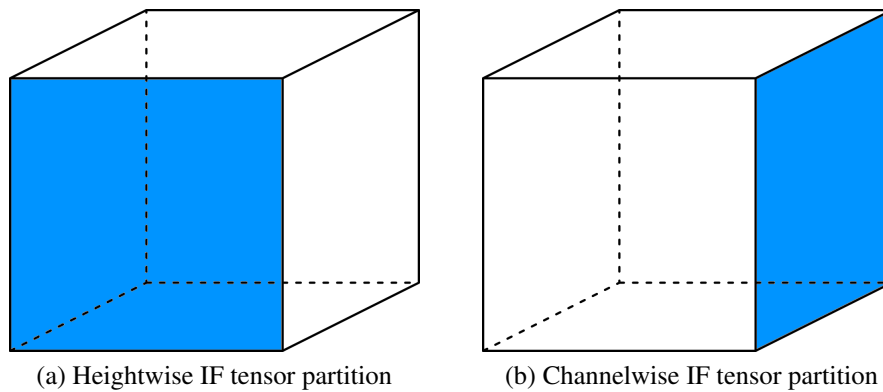 (a) Heightwise IF tensor partition
(b) Channelwise IF tensor partition